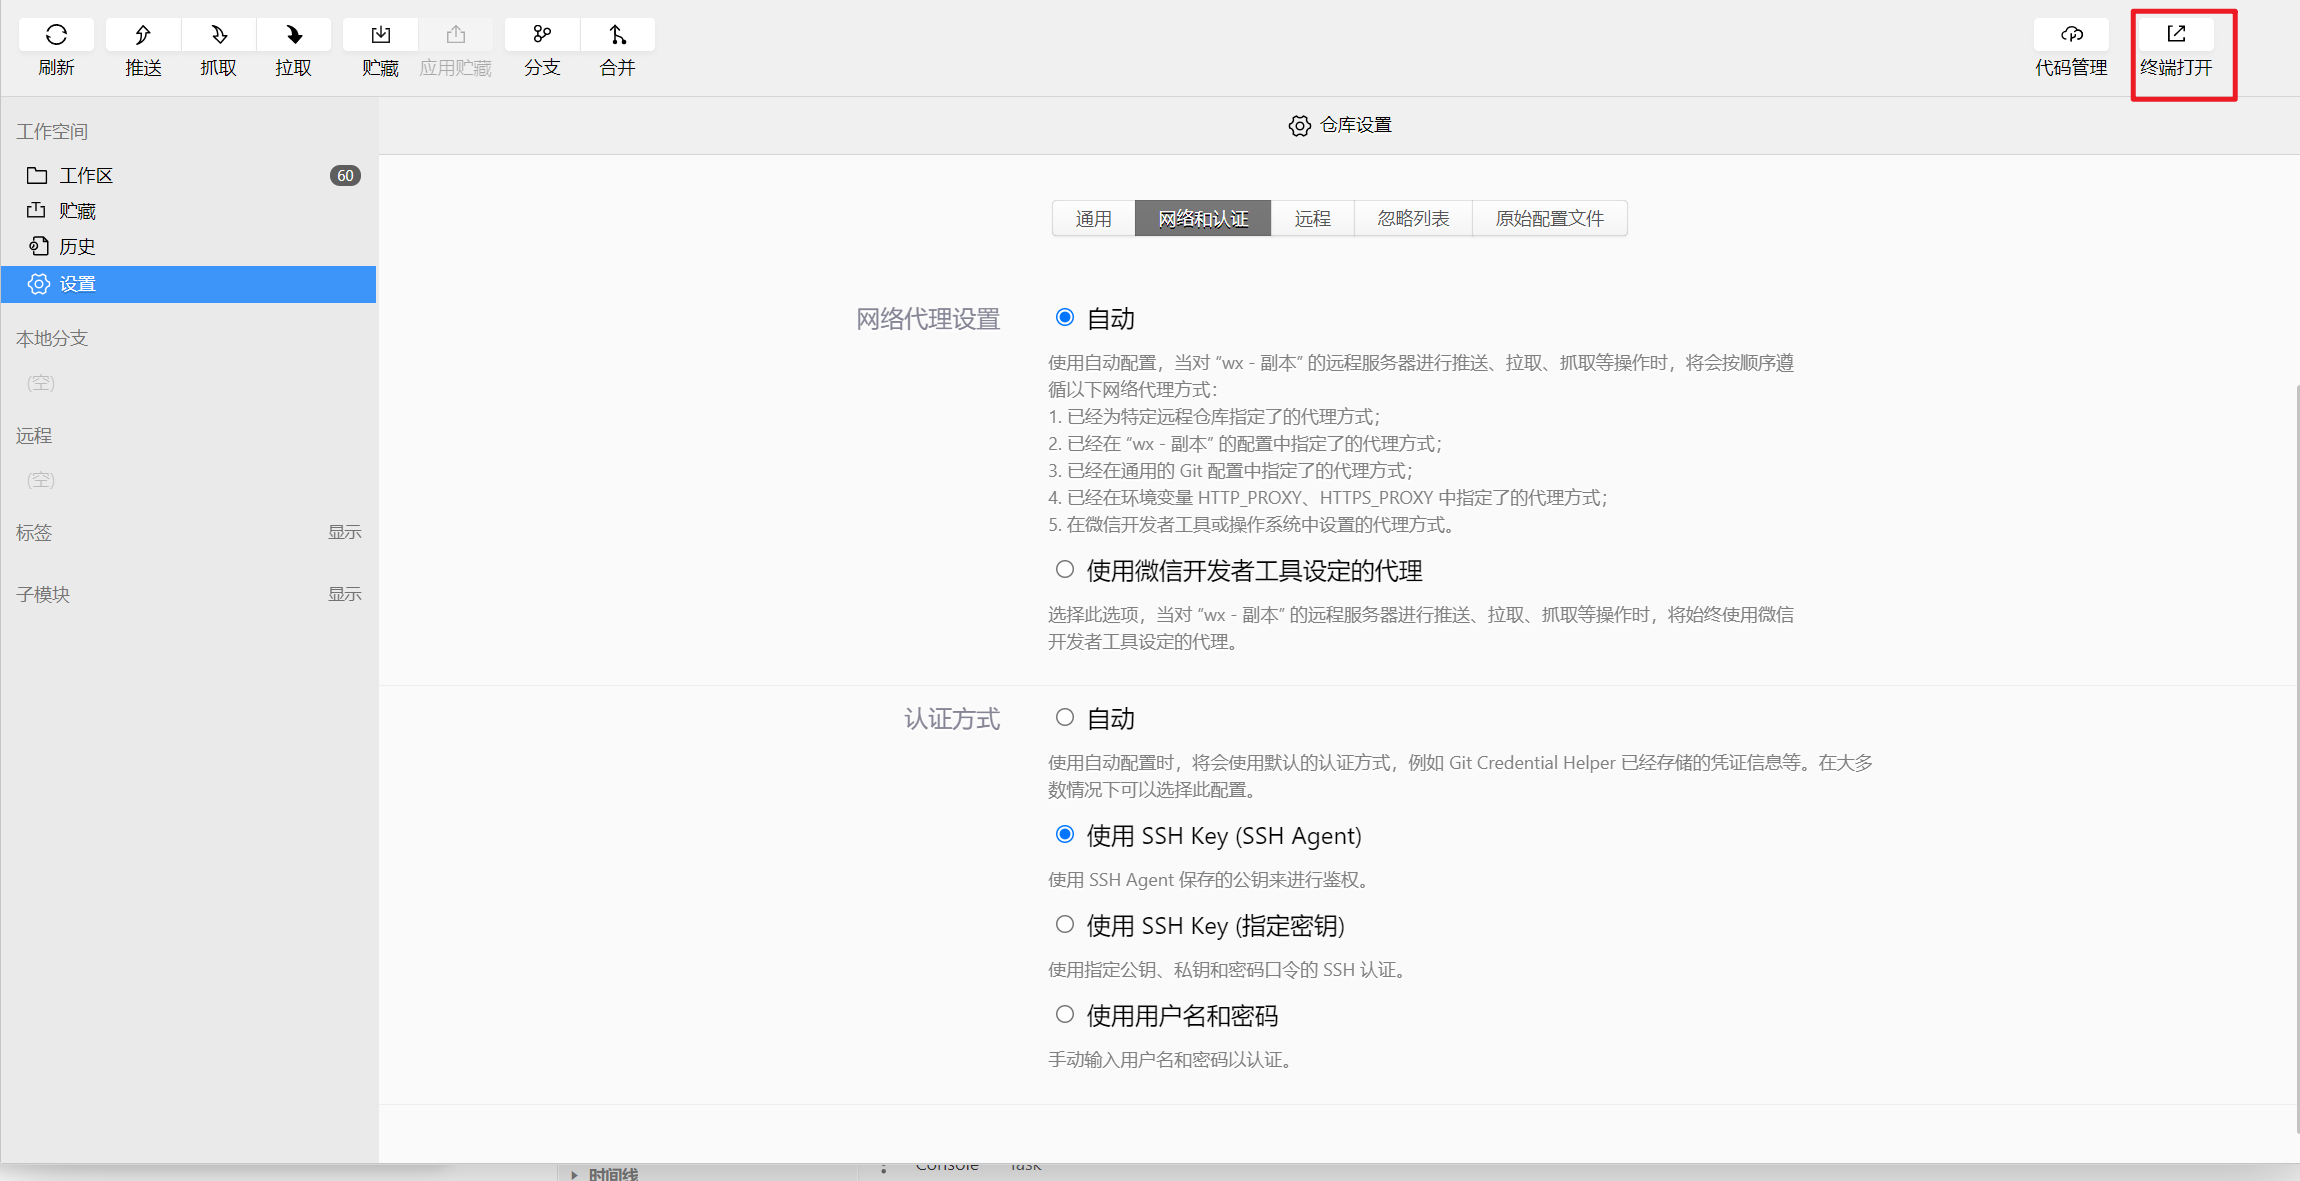 刷新
推送
抓取
拉取
贮藏
应用贮藏
分支
合并
代码管理
终端打开
工作空间
工作区
60
贮藏
历史
设置
本地分支
(空)
远程
(空)
标签
显示
子模块
显示
仓库设置
通用
网络和认证
远程
忽略列表
原始配置文件
网络代理设置
自动
使用自动配置，当对 “wx - 副本” 的远程服务器进行推送、拉取、抓取等操作时，将会按顺序遵
循以下网络代理方式：
1. 已经为特定远程仓库指定了的代理方式；
2. 已经在 “wx - 副本” 的配置中指定了的代理方式；
3. 已经在通用的 Git 配置中指定了的代理方式；
4. 已经在环境变量 HTTP_PROXY、HTTPS_PROXY 中指定了的代理方式；
5. 在微信开发者工具或操作系统中设置的代理方式。
使用微信开发者工具设定的代理
选择此选项，当对 “wx - 副本” 的远程服务器进行推送、拉取、抓取等操作时，将始终使用微信
开发者工具设定的代理。
认证方式
自动
使用自动配置时，将会使用默认的认证方式，例如 Git Credential Helper 已经存储的凭证信息等。在大多
数情况下可以选择此配置。
使用 SSH Key (SSH Agent)
使用 SSH Agent 保存的公钥来进行鉴权。
使用 SSH Key (指定密钥)
使用指定公钥、私钥和密码口令的 SSH 认证。
使用用户名和密码
手动输入用户名和密码以认证。
时间线
Console
Task